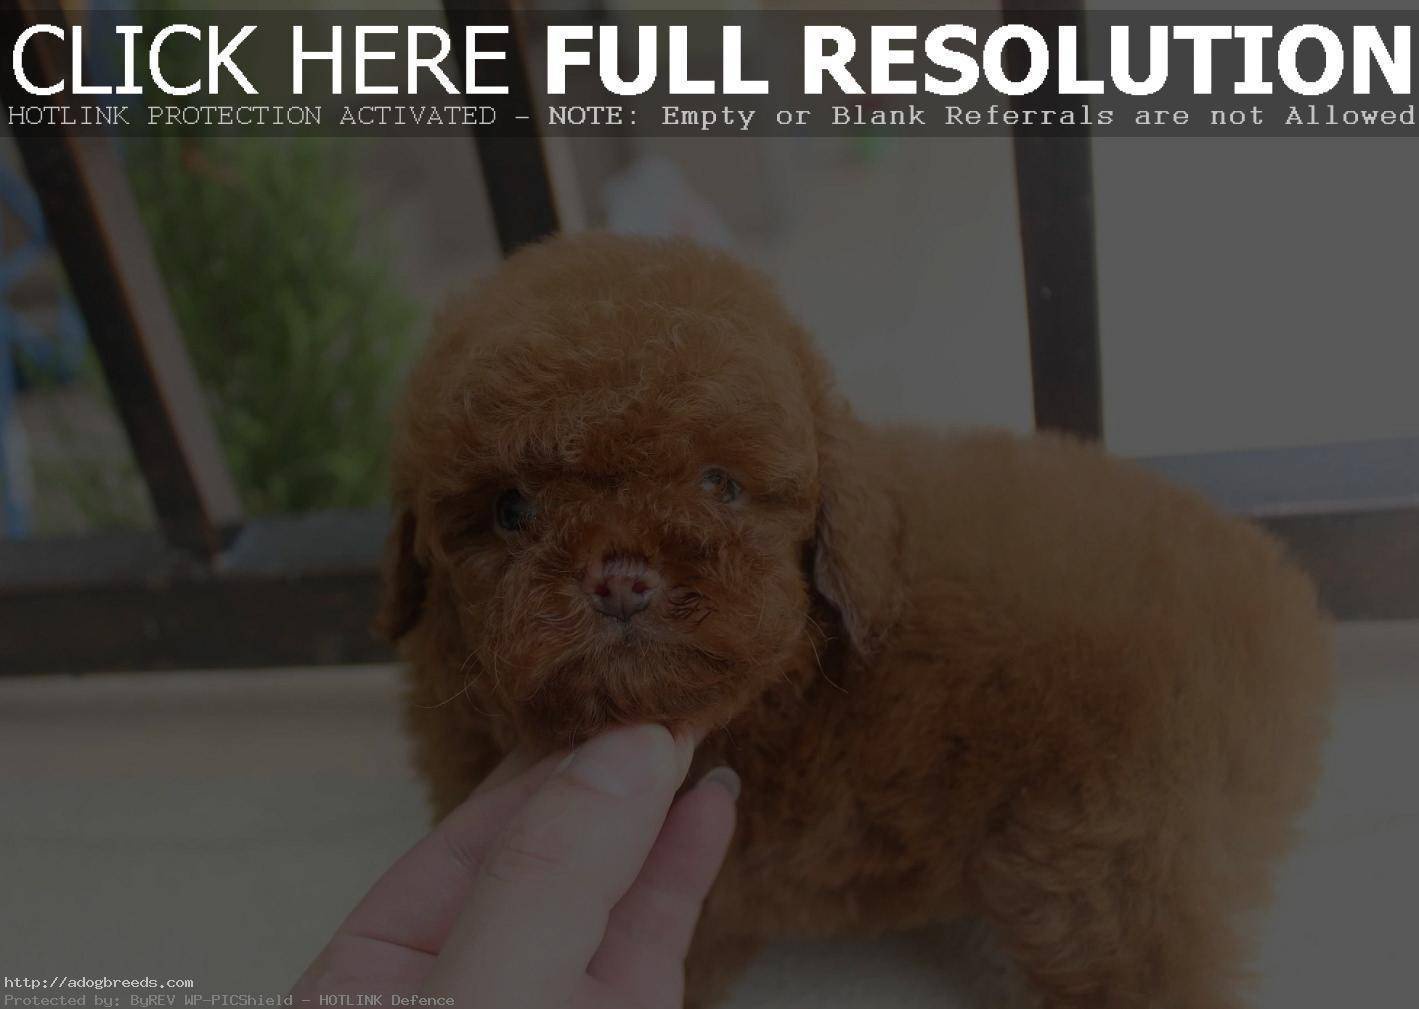 CLICK HERE FULL RESOLUTION
HOTLINK PROTECTION ACTIVATED - NOTE: Empty or Blank Referrals are not Allowed
http://adogbreeds.com
Protected by: ByREV WP-PICShield - HOTLINK Defence